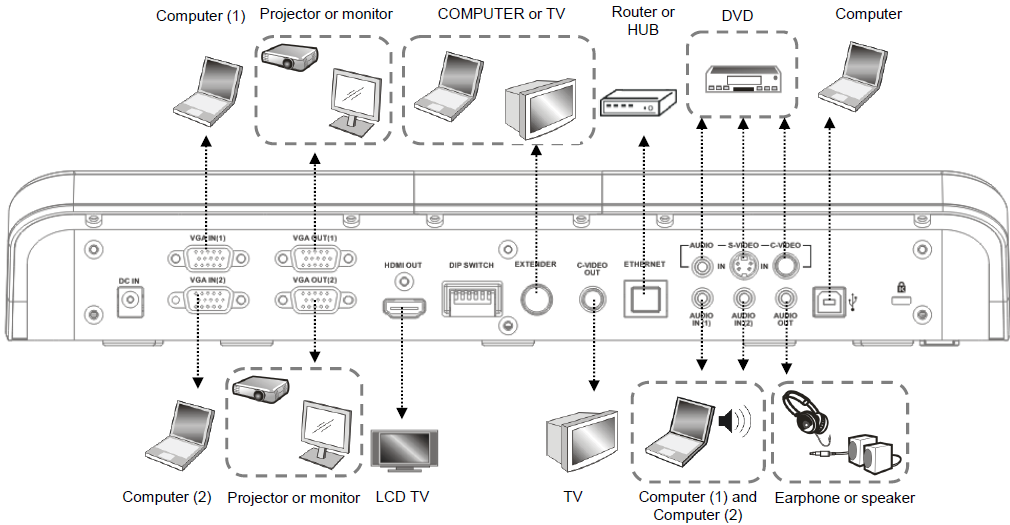 Computer (1)
Projector or monitor
COMPUTER or TV
Router or
HUB
DVD
Computer
VGA IN(1)
VGA OUT(1)
AUDIO
S-VIDEO
C-VIDEO
IN
IN
DC IN
VGA IN(2)
VGA OUT(2)
HDMI OUT
DIP SWITCH
EXTENDER
C-VIDEO
OUT
ETHERNET
K
AUDIO
IN(1)
AUDIO
IN(2)
AUDIO
OUT
Computer (2)
Projector or monitor
LCD TV
TV
Computer (1) and
Computer (2)
Earphone or speaker